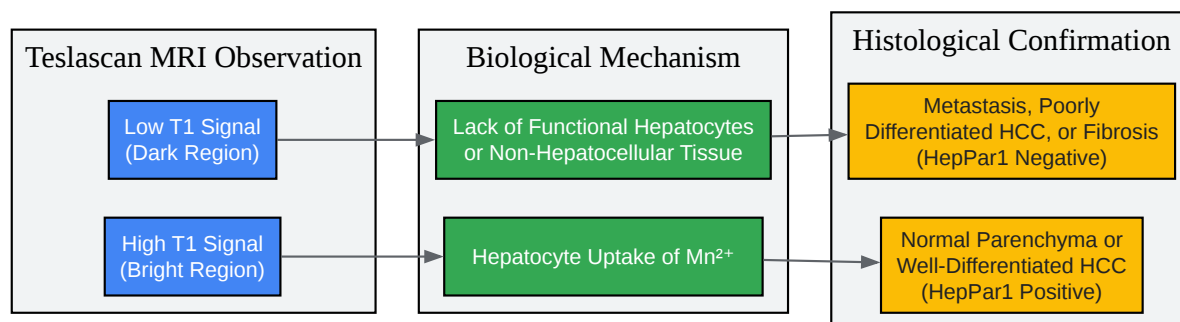 Teslascan MRI Observation
Low T1 Signal
(Dark Region)
High T1 Signal
(Bright Region)
Biological Mechanism
Lack of Functional Hepatocytes
or Non-Hepatocellular Tissue
Hepatocyte Uptake of Mn²⁺
Histological Confirmation
Metastasis, Poorly
Differentiated HCC, or Fibrosis
(HepPar1 Negative)
Normal Parenchyma or
Well-Differentiated HCC
(HepPar1 Positive)